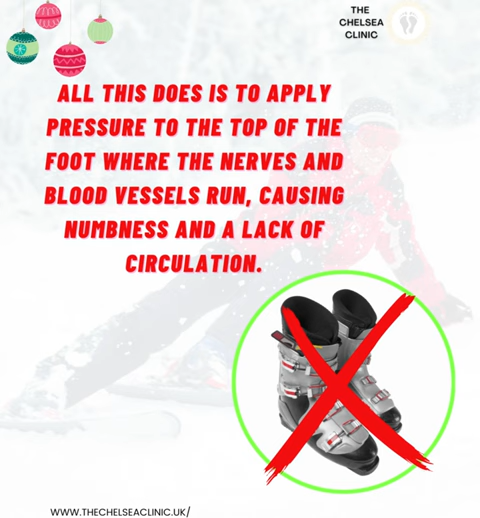 THE
CHELSEA
CLINIC
ALL THIS DOES IS TO APPLY
PRESSURE TO THE TOP OF THE
FOOT WHERE THE NERVES AND
BLOOD VESSELS RUN, CAUSING
NUMBNESS AND A LACK OF
CIRCULATION.
WWW.THECHELSEACLINIC.UK/